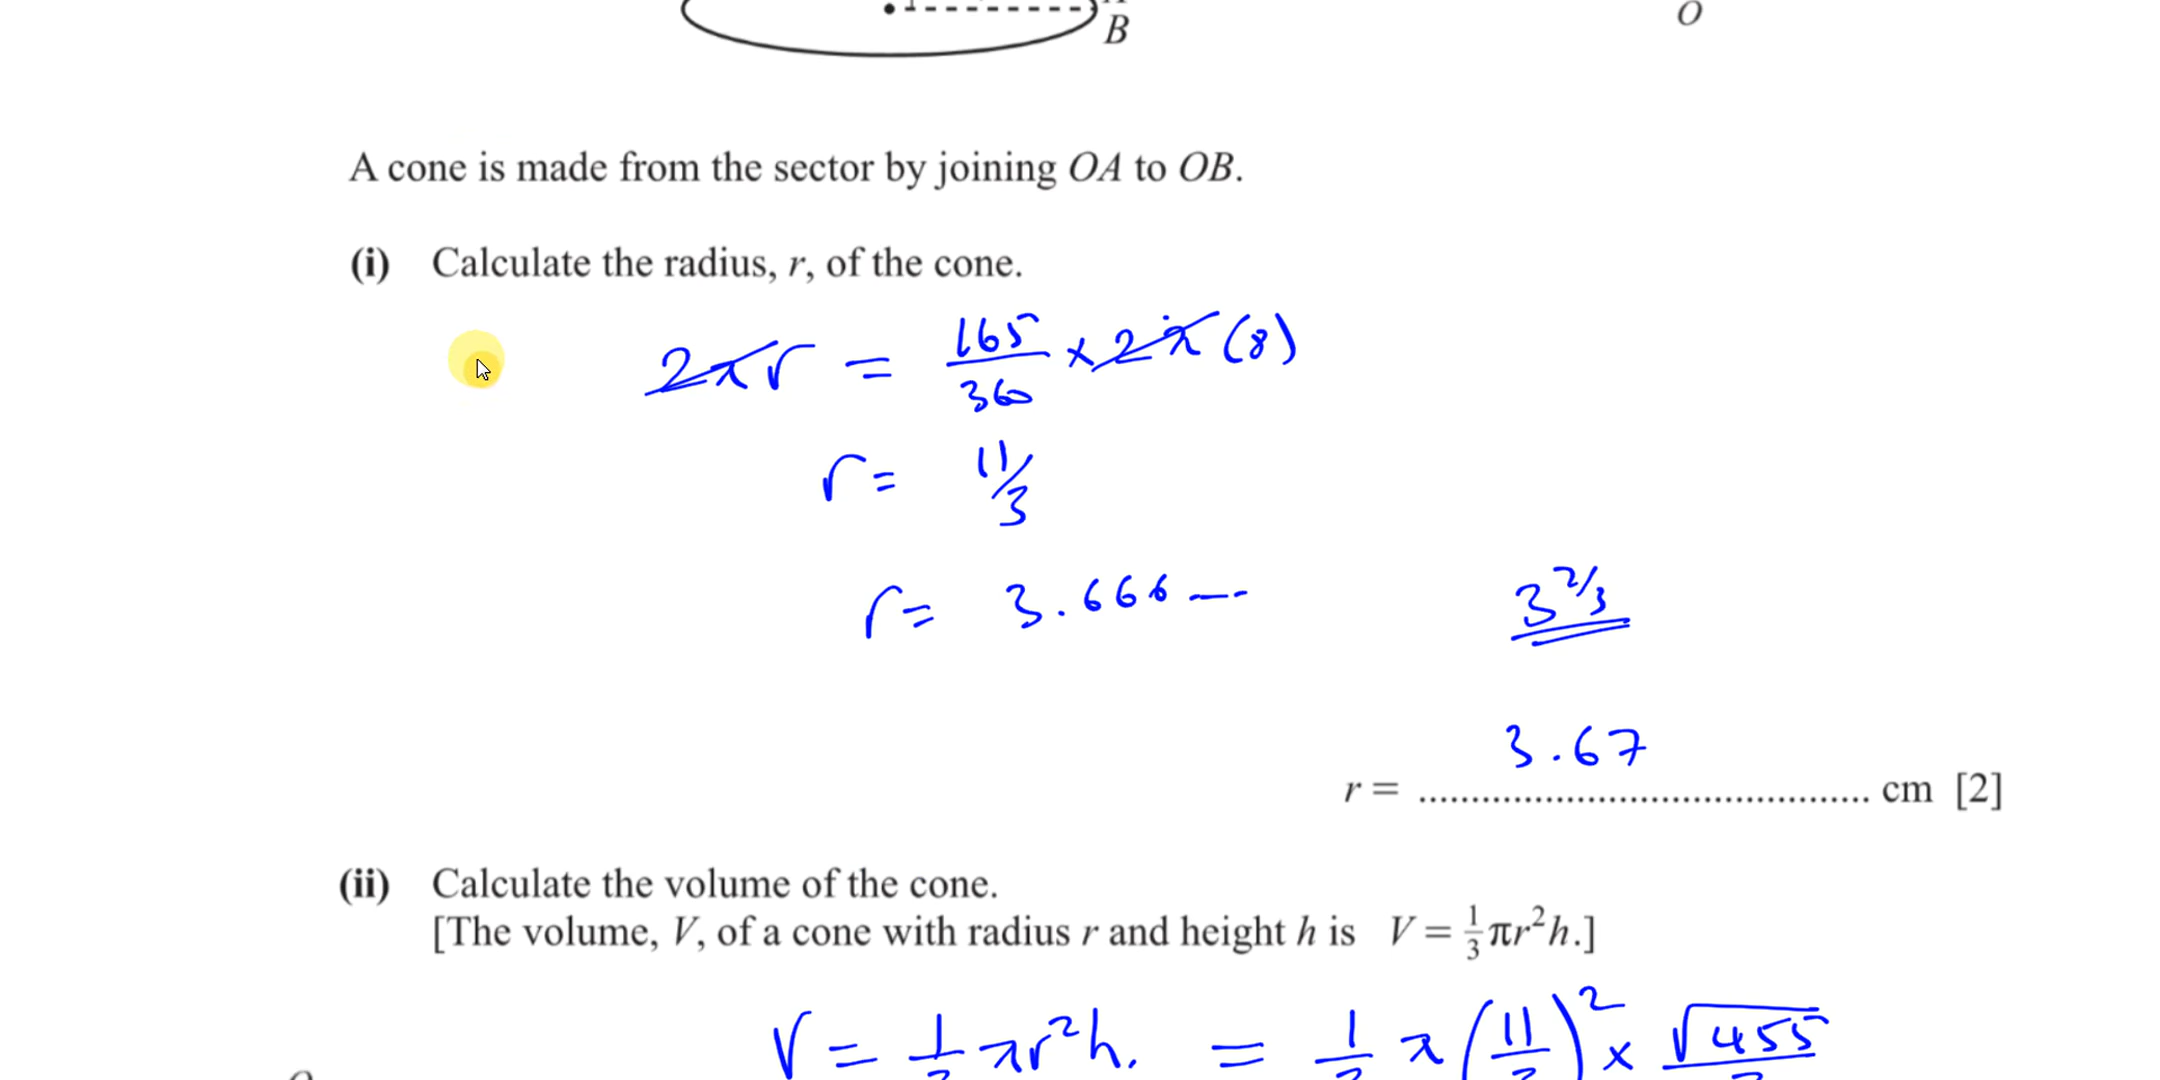 B
O
A cone is made from the sector by joining OA to OB.
(i) Calculate the radius, r, of the cone.
2πr = 165/360 × 2π (8)
r = 11/3
r = 3.666 ---
3 2/3
3.67
r = ............................................. cm [2]
(ii) Calculate the volume of the cone.
[The volume, V, of a cone with radius r and height h is V = 1/3 πr²h.]
V = 1/3 πr²h. = 1/3 π (11/3)² × √455/3